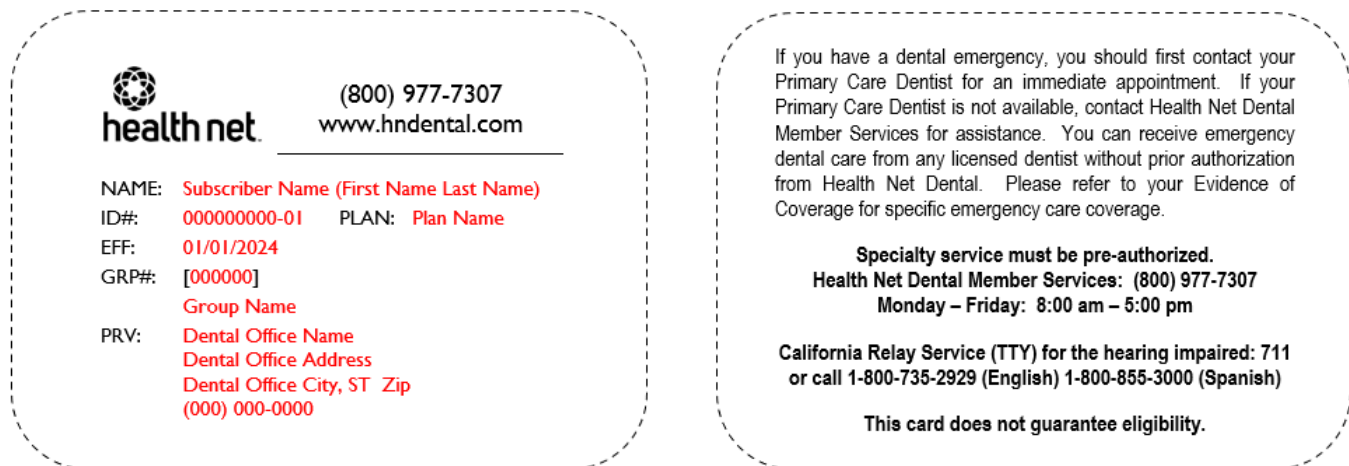 health net.
(800) 977-7307
www.hndental.com
NAME: Subscriber Name (First Name Last Name)
ID#: 000000000-01 PLAN: Plan Name
EFF: 01/01/2024
GRP#: [000000]
Group Name
PRV: Dental Office Name
Dental Office Address
Dental Office City, ST Zip
(000) 000-0000
If you have a dental emergency, you should first contact your
Primary Care Dentist for an immediate appointment. If your
Primary Care Dentist is not available, contact Health Net Dental
Member Services for assistance. You can receive emergency
dental care from any licensed dentist without prior authorization
from Health Net Dental. Please refer to your Evidence of
Coverage for specific emergency care coverage.
Specialty service must be pre-authorized.
Health Net Dental Member Services: (800) 977-7307
Monday – Friday: 8:00 am – 5:00 pm
California Relay Service (TTY) for the hearing impaired: 711
or call 1-800-735-2929 (English) 1-800-855-3000 (Spanish)
This card does not guarantee eligibility.